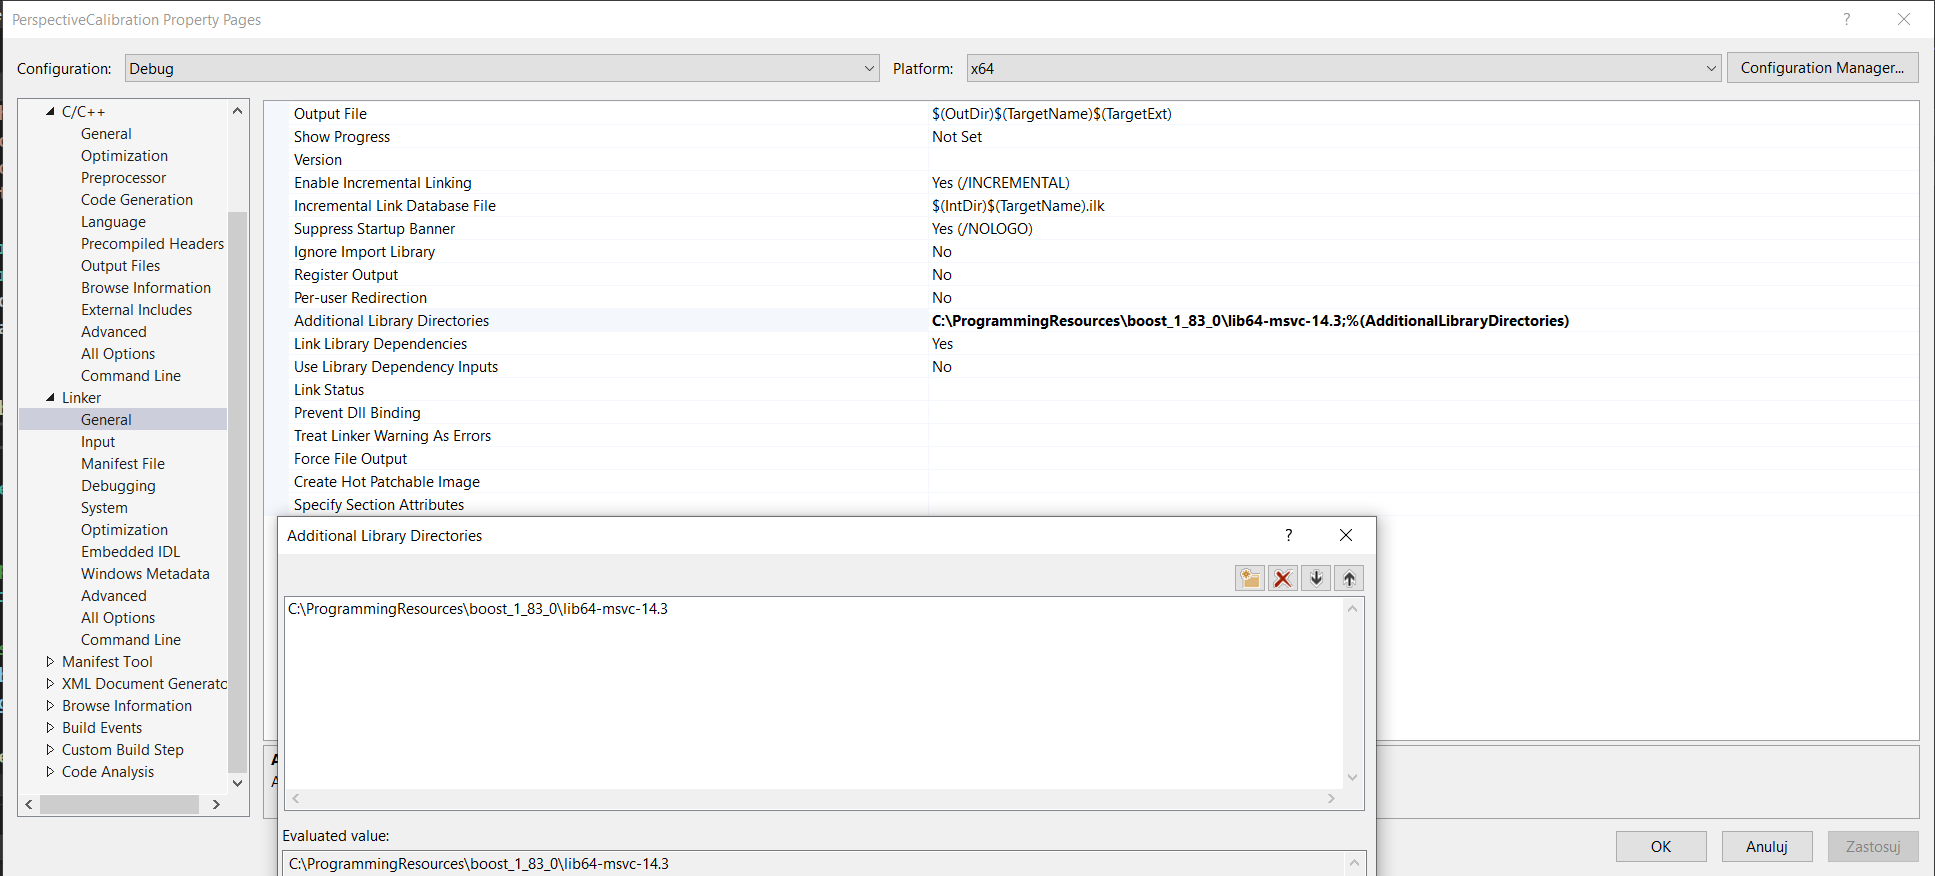 PerspectiveCalibration Property Pages
?
Configuration: Debug Platform: x64 Configuration Manager...
C/C++
General
Optimization
Preprocessor
Code Generation
Language
Precompiled Headers
Output Files
Browse Information
External Includes
Advanced
All Options
Command Line
Linker
General
Input
Manifest File
Debugging
System
Optimization
Embedded IDL
Windows Metadata
Advanced
All Options
Command Line
Manifest Tool
XML Document Generato
Browse Information
Build Events
Custom Build Step
Code Analysis
Output File $(OutDir)$(TargetName)$(TargetExt)
Show Progress Not Set
Version
Enable Incremental Linking Yes (/INCREMENTAL)
Incremental Link Database File $(IntDir)$(TargetName).ilk
Suppress Startup Banner Yes (/NOLOGO)
Ignore Import Library No
Register Output No
Per-user Redirection No
Additional Library Directories C:\ProgrammingResources\boost_1_83_0\lib64-msvc-14.3;%(AdditionalLibraryDirectories)
Link Library Dependencies Yes
Use Library Dependency Inputs No
Link Status
Prevent Dll Binding
Treat Linker Warning As Errors
Force File Output
Create Hot Patchable Image
Specify Section Attributes
Additional Library Directories
?
C:\ProgrammingResources\boost_1_83_0\lib64-msvc-14.3
Evaluated value:
C:\ProgrammingResources\boost_1_83_0\lib64-msvc-14.3
OK Anuluj Zastosuj